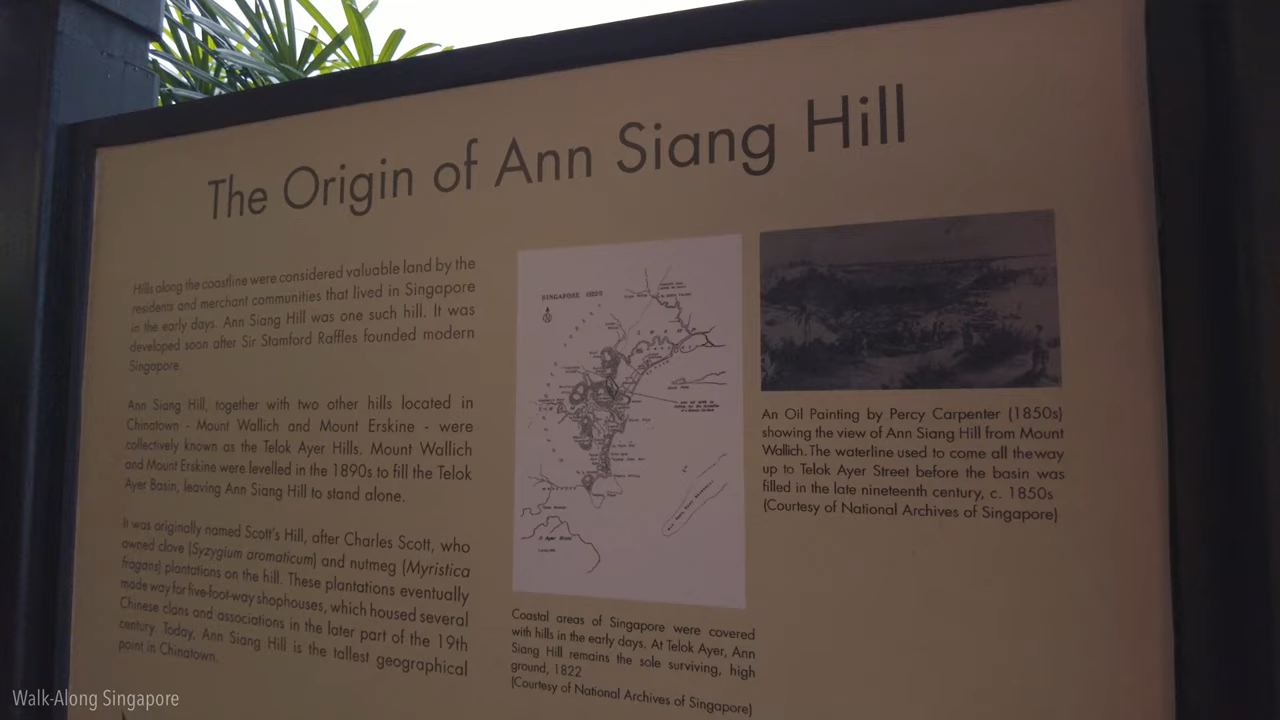 The Origin of Ann Siang Hill
Hills along the coastline were considered valuable land by the
residents and merchant communities that lived in Singapore
in the early days. Ann Siang Hill was one such hill. It was
developed soon after Sir Stamford Raffles founded modern
Singapore.
Ann Siang Hill, together with two other hills located in
Chinatown - Mount Wallich and Mount Erskine - were
collectively known as the Telok Ayer Hills. Mount Wallich
and Mount Erskine were levelled in the 1890s to fill the Telok
Ayer Basin, leaving Ann Siang Hill to stand alone.
It was originally named Scott's Hill, after Charles Scott, who
owned clove (Syzygium aromaticum) and nutmeg (Myristica
fragans) plantations on the hill. These plantations eventually
made way for five-foot-way shophouses, which housed several
Chinese clans and associations in the later part of the 19th
century. Today, Ann Siang Hill is the tallest geographical
point in Chinatown.
SINGAPORE
Coastal areas of Singapore were covered
with hills in the early days. At Telok Ayer, Ann
Siang Hill remains the sole surviving, high
ground, 1822
(Courtesy of National Archives of Singapore)
An Oil Painting by Percy Carpenter (1850s)
showing the view of Ann Siang Hill from Mount
Wallich. The waterline used to come all the way
up to Telok Ayer Street before the basin was
filled in the late nineteenth century, c. 1850s
(Courtesy of National Archives of Singapore)
Walk-Along Singapore